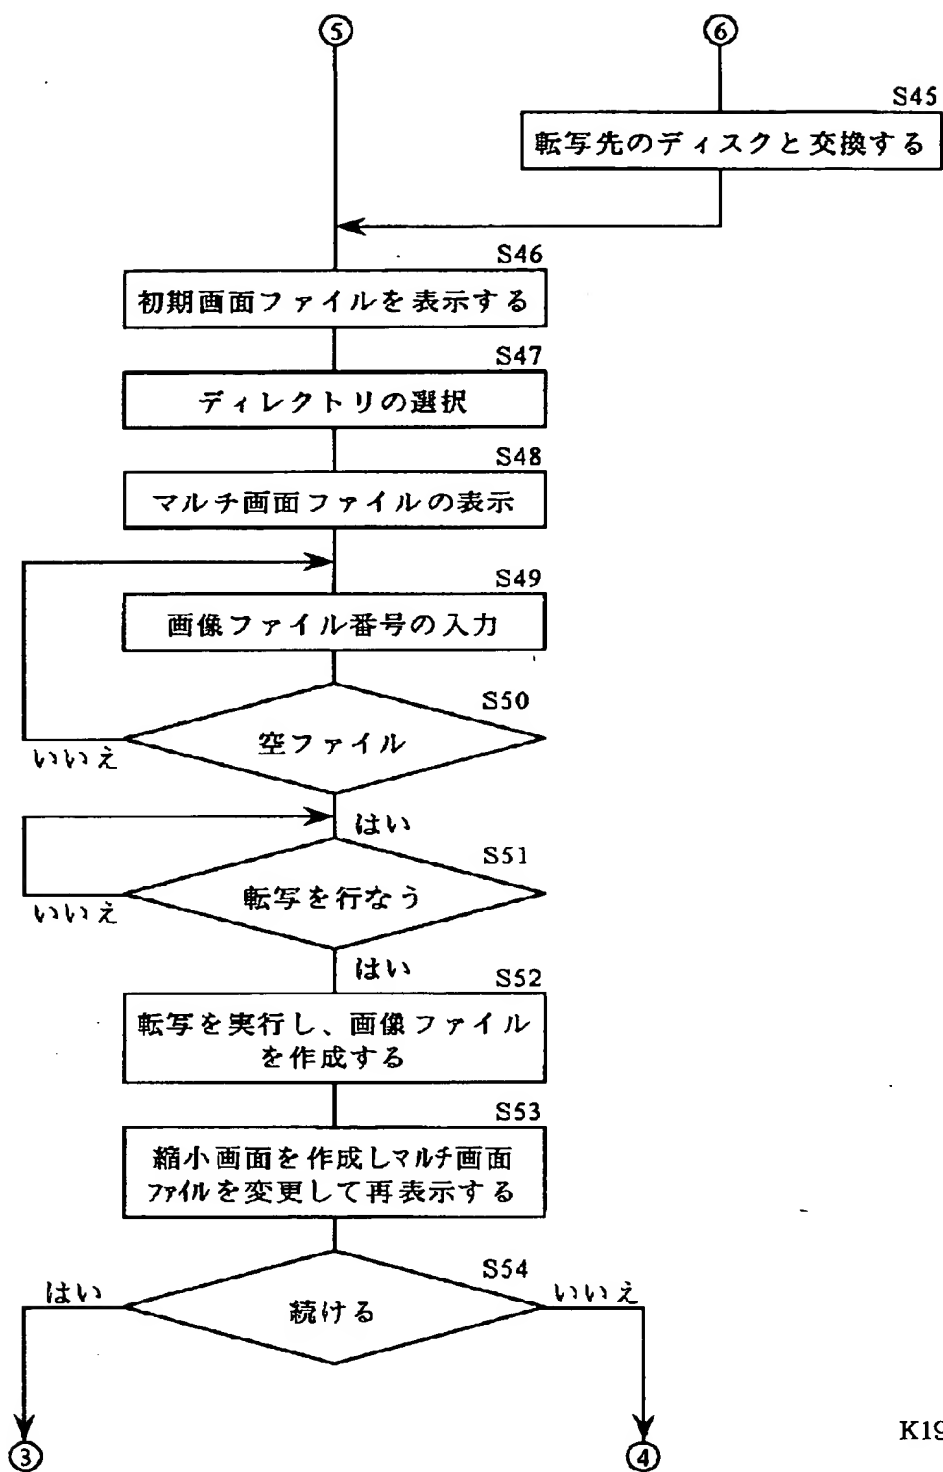 ⑤
⑥
S45
転写先のディスクと交換する
S46
初期画面ファイルを表示する
S47
ディレクトリの選択
S48
マルチ画面ファイルの表示
S49
画像ファイル番号の入力
S50
空ファイル
いいえ
はい
S51
転写を行なう
いいえ
はい
S52
転写を実行し、画像ファイル
を作成する
S53
縮小画面を作成しマルチ画面
ファイルを変更して再表示する
S54
はい
続ける
いいえ
③
④
K19